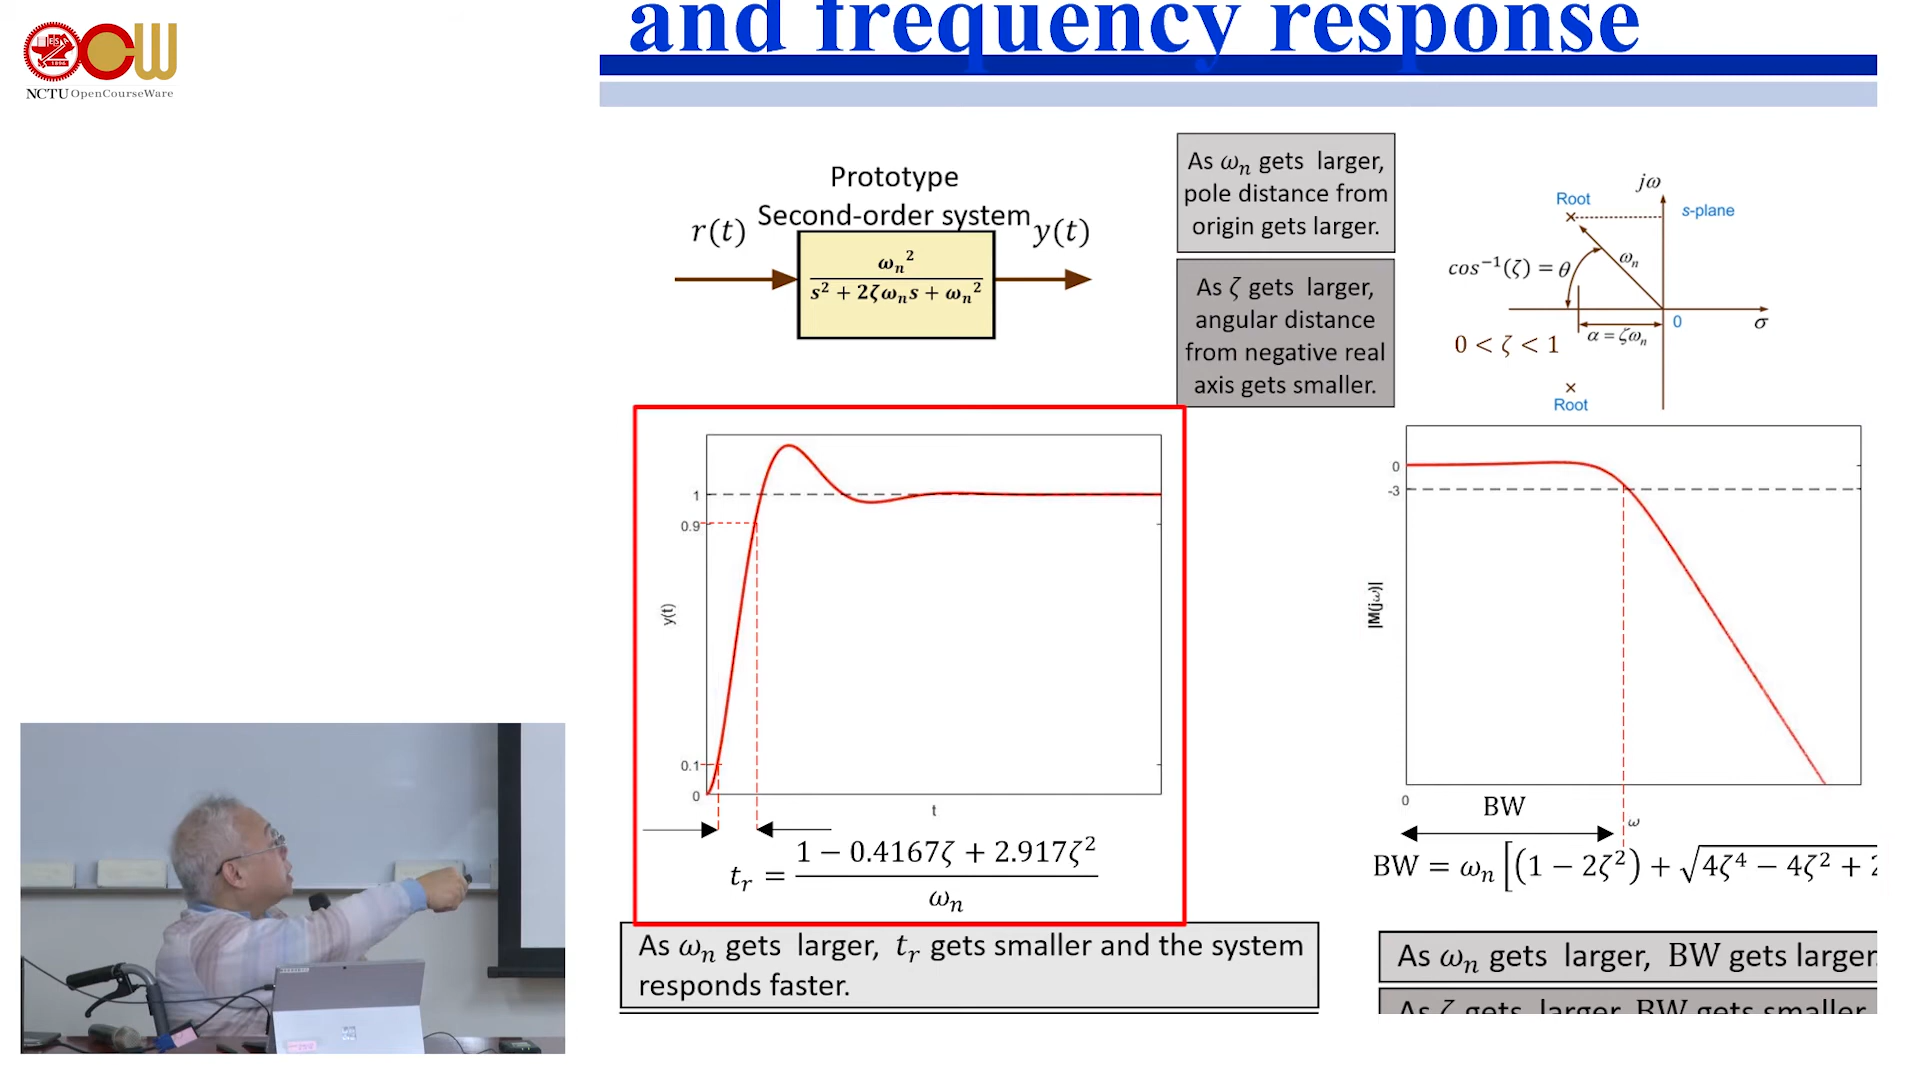 NCTU OpenCourseWare
and frequency response
Prototype
Second-order system
r(t)
y(t)
ωₙ²
s² + 2ζωₙs + ωₙ²
As ωₙ gets larger,
pole distance from
origin gets larger.
As ζ gets larger,
angular distance
from negative real
axis gets smaller.
jω
Root
s-plane
ωₙ
cos⁻¹(ζ) = θ
0
σ
α = ζωₙ
0 < ζ < 1
Root
1
0.9
y(t)
0.1
0
t
tᵣ = (1 − 0.4167ζ + 2.917ζ²) / ωₙ
As ωₙ gets larger, tᵣ gets smaller and the system
responds faster.
0
-3
|M(jω)|
0
BW
ω
BW = ωₙ [(1 − 2ζ²) + √4ζ⁴ − 4ζ² + 2
As ωₙ gets larger, BW gets larger.
As ζ gets larger, BW gets smaller